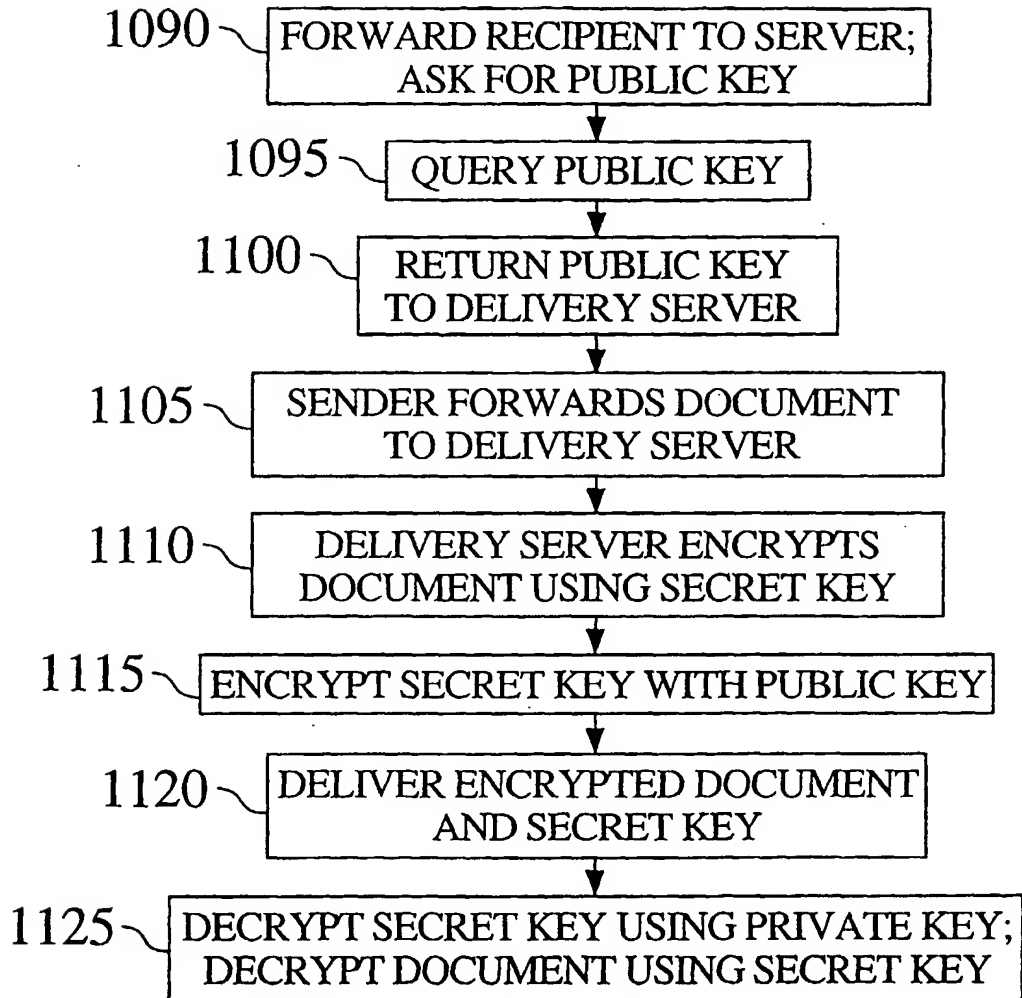 1090
FORWARD RECIPIENT TO SERVER;
ASK FOR PUBLIC KEY
1095
QUERY PUBLIC KEY
1100
RETURN PUBLIC KEY
TO DELIVERY SERVER
1105
SENDER FORWARDS DOCUMENT
TO DELIVERY SERVER
1110
DELIVERY SERVER ENCRYPTS
DOCUMENT USING SECRET KEY
1115
ENCRYPT SECRET KEY WITH PUBLIC KEY
1120
DELIVER ENCRYPTED DOCUMENT
AND SECRET KEY
1125
DECRYPT SECRET KEY USING PRIVATE KEY;
DECRYPT DOCUMENT USING SECRET KEY